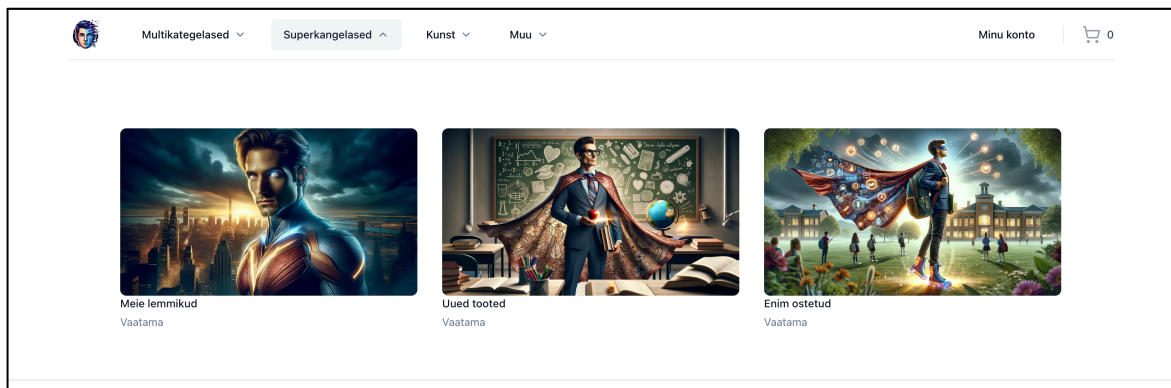 Multikategelased
Superkangelased
Kunst
Muu
Minu konto
0
Meie lemmikud
Vaatama
Uued tooted
Vaatama
Enim ostetud
Vaatama